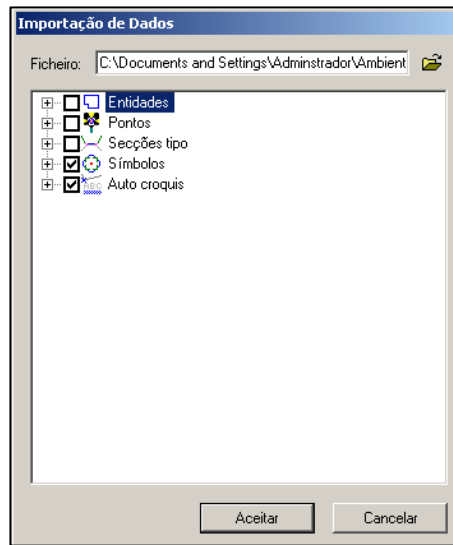 Importação de Dados
Ficheiro: C:\Documents and Settings\Adminstrador\Ambient
Entidades
Pontos
Secções tipo
Símbolos
Auto croquis
Aceitar Cancelar